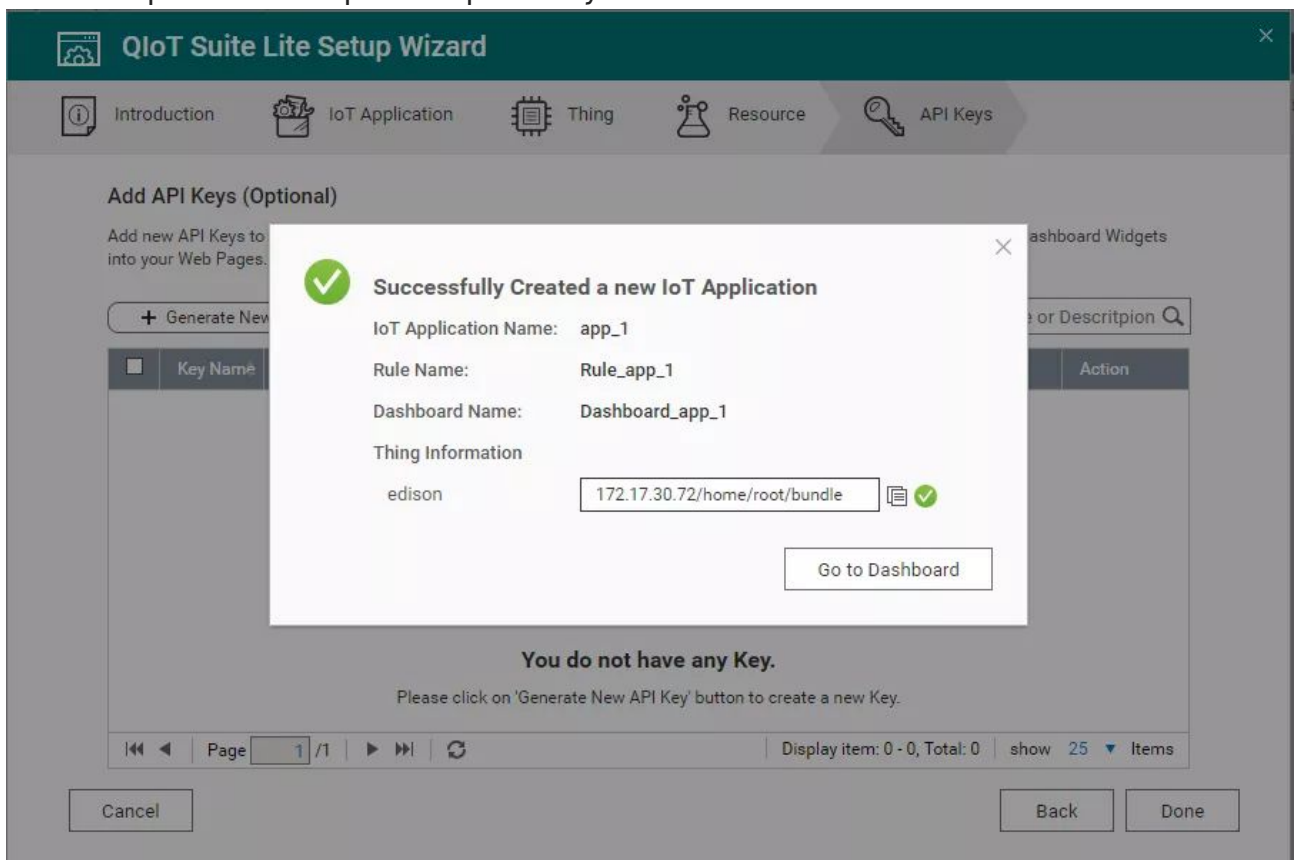 QIoT Suite Lite Setup Wizard
Introduction IoT Application Thing Resource API Keys
Add API Keys (Optional)
Add new API Keys to ashboard Widgets
into your Web Pages.
+ Generate New or Descritpion
Key Name Action
Successfully Created a new IoT Application
IoT Application Name: app_1
Rule Name: Rule_app_1
Dashboard Name: Dashboard_app_1
Thing Information
edison 172.17.30.72/home/root/bundle
Go to Dashboard
You do not have any Key.
Please click on 'Generate New API Key' button to create a new Key.
Page 1 /1 Display item: 0 - 0, Total: 0 show 25 Items
Cancel Back Done